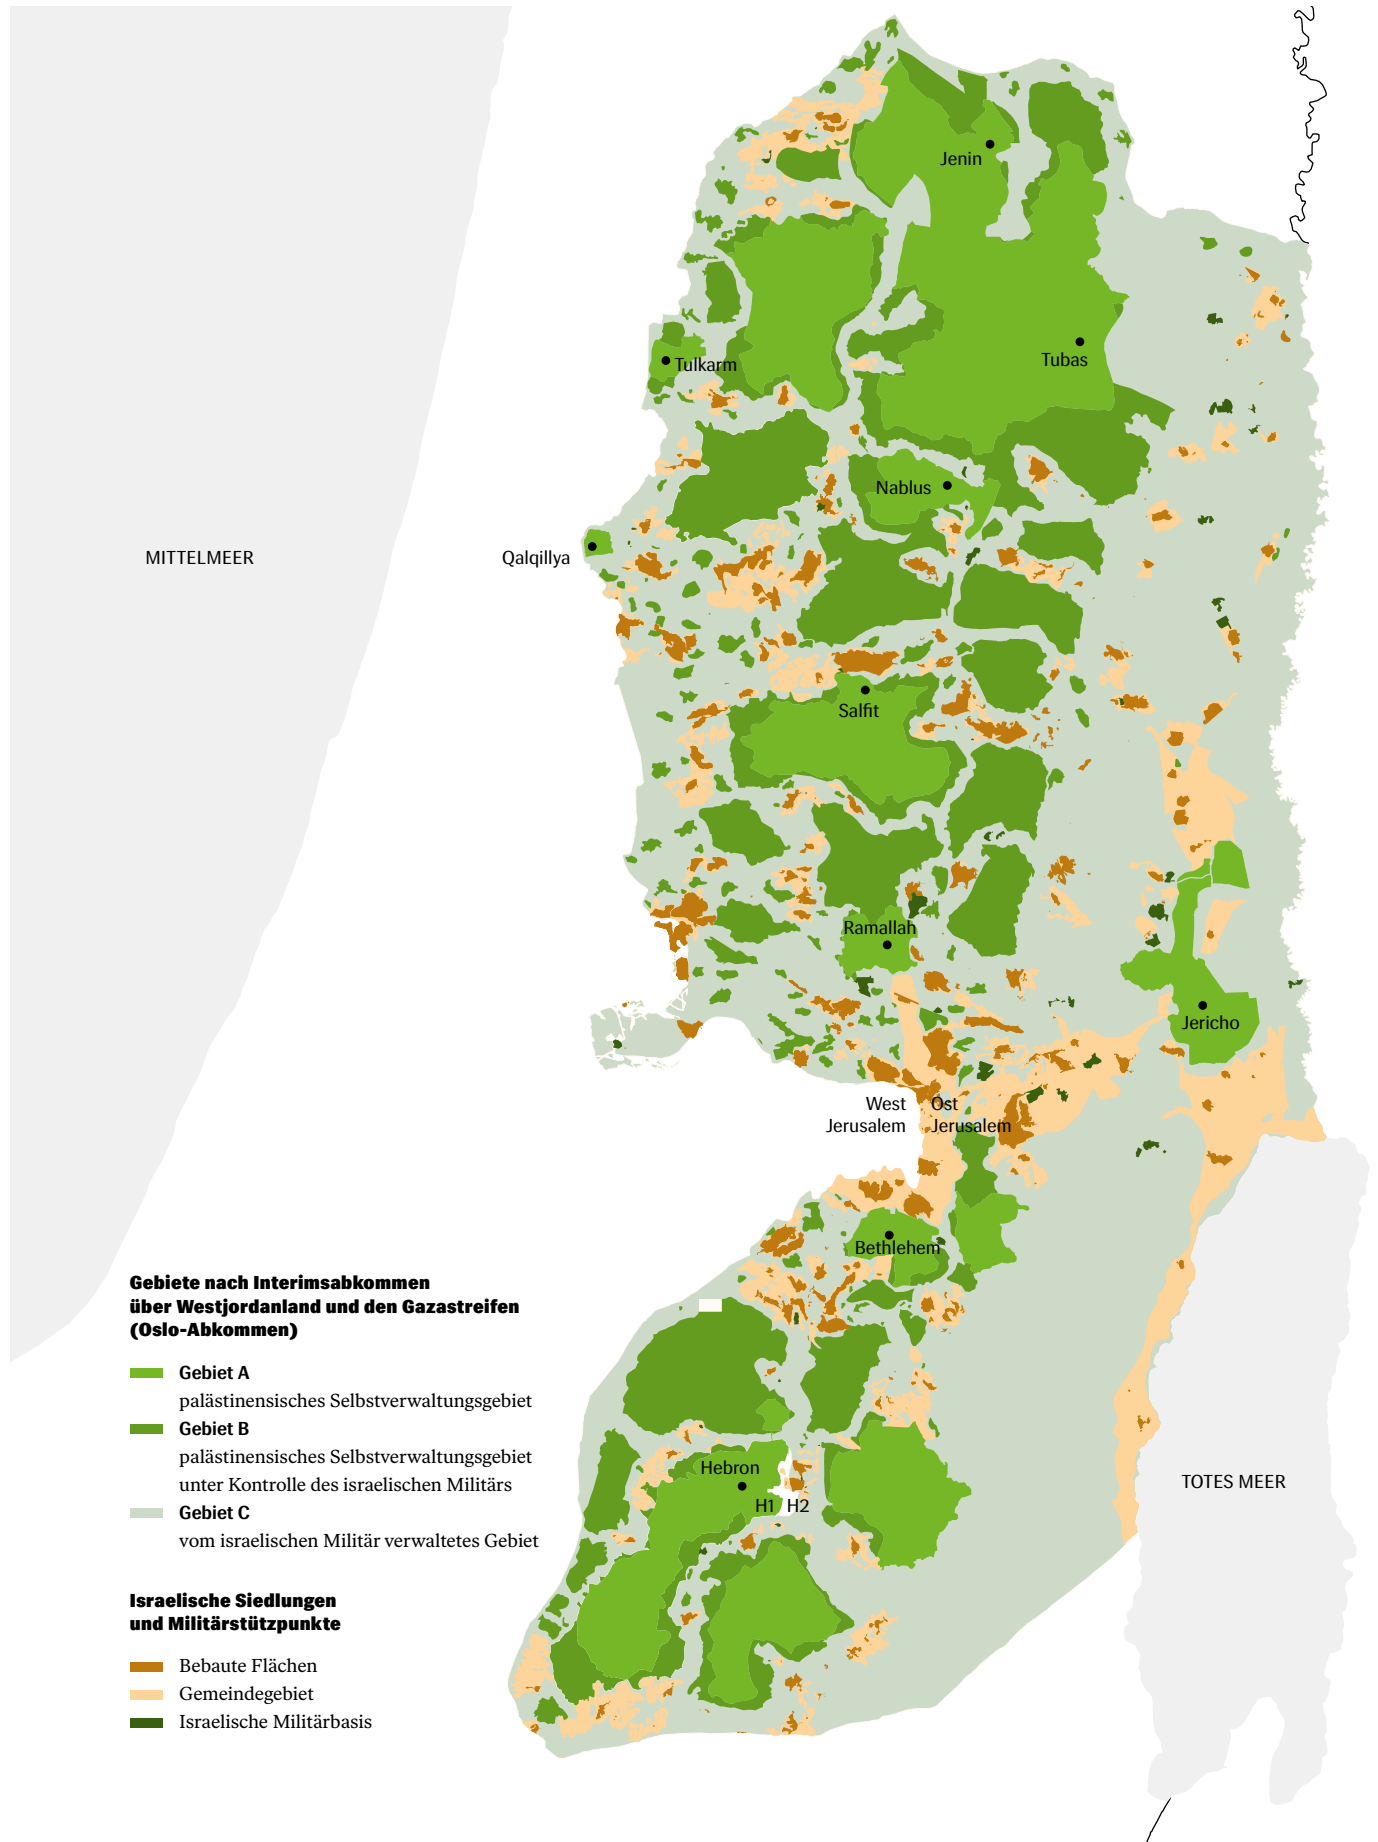 Jenin
Tulkarm
Tubas
Nablus
MITTELMEER
Qalqillya
Salfit
Ramallah
Jericho
West
Jerusalem
Ost
Jerusalem
Bethlehem
Gebiete nach Interimsabkommen
über Westjordanland und den Gazastreifen
(Oslo-Abkommen)
Gebiet A
palästinensisches Selbstverwaltungsgebiet
Gebiet B
palästinensisches Selbstverwaltungsgebiet
unter Kontrolle des israelischen Militärs
Gebiet C
vom israelischen Militär verwaltetes Gebiet
Hebron
H1 H2
TOTES MEER
Israelische Siedlungen
und Militärstützpunkte
Bebaute Flächen
Gemeindegebiet
Israelische Militärbasis